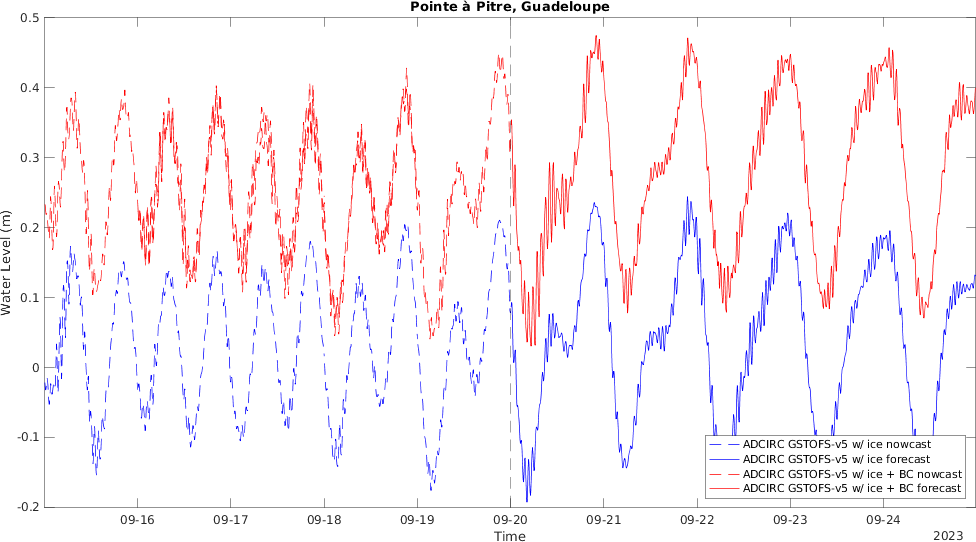 Pointe à Pitre, Guadeloupe
0.5
0.4
0.3
0.2
0.1
0
-0.1
-0.2
Water Level (m)
ADCIRC GSTOFS-v5 w/ ice nowcast
ADCIRC GSTOFS-v5 w/ ice forecast
ADCIRC GSTOFS-v5 w/ ice + BC nowcast
ADCIRC GSTOFS-v5 w/ ice + BC forecast
09-16 09-17 09-18 09-19 09-20 09-21 09-22 09-23 09-24
Time
2023